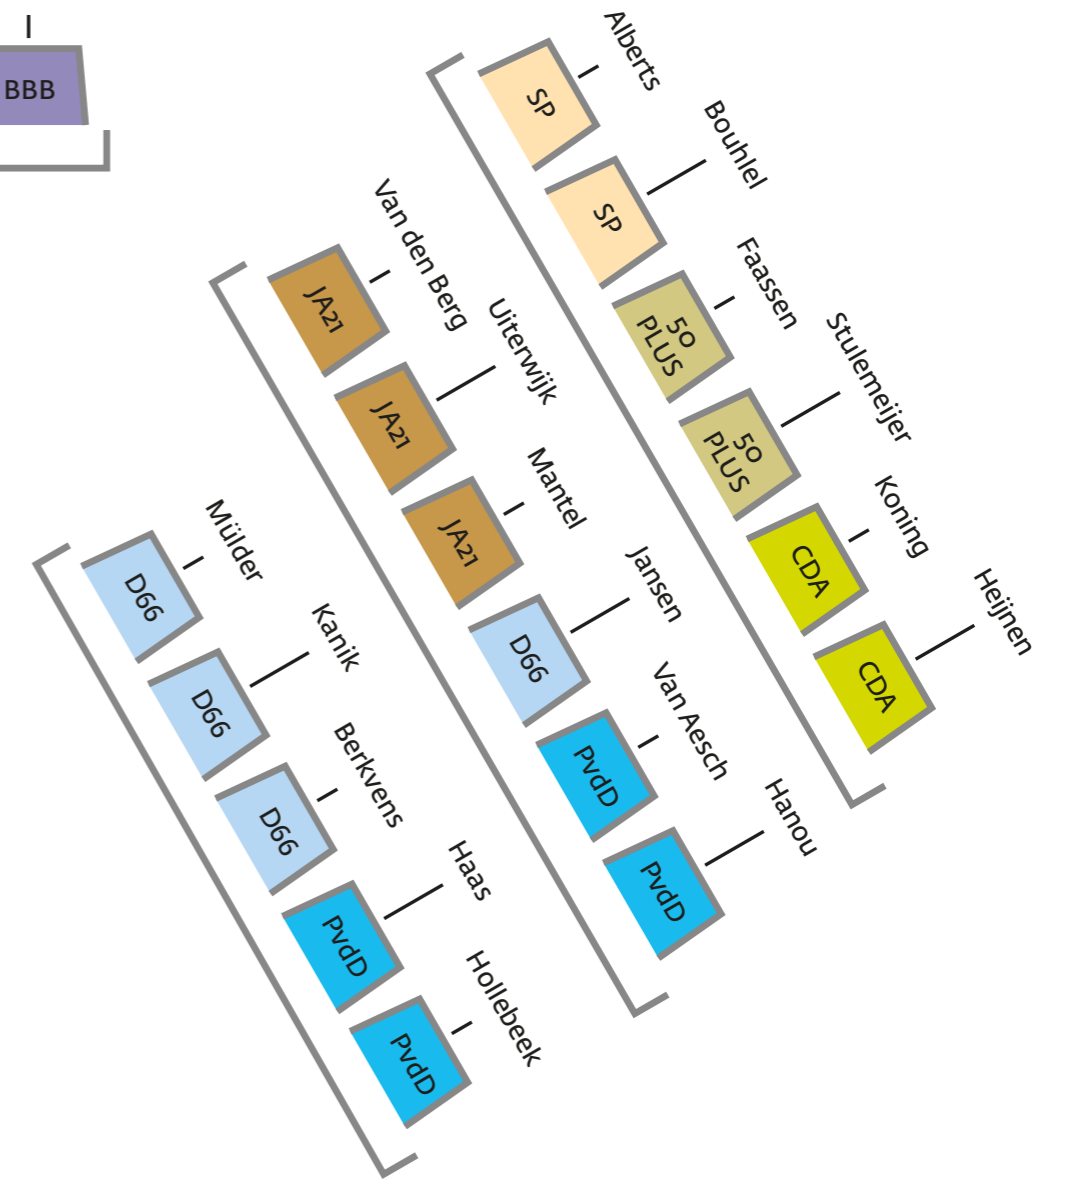 BBB
Alberts
SP
Bouhlel
SP
Faassen
50
PLUS
Stulemeijer
50
PLUS
Koning
CDA
Heijnen
CDA
Van den Berg
JA21
Uiterwijk
JA21
Mantel
JA21
Jansen
D66
Van Aesch
PvdD
Hanou
PvdD
Mülder
D66
Kanik
D66
Berkvens
D66
Haas
PvdD
Hollebeek
PvdD